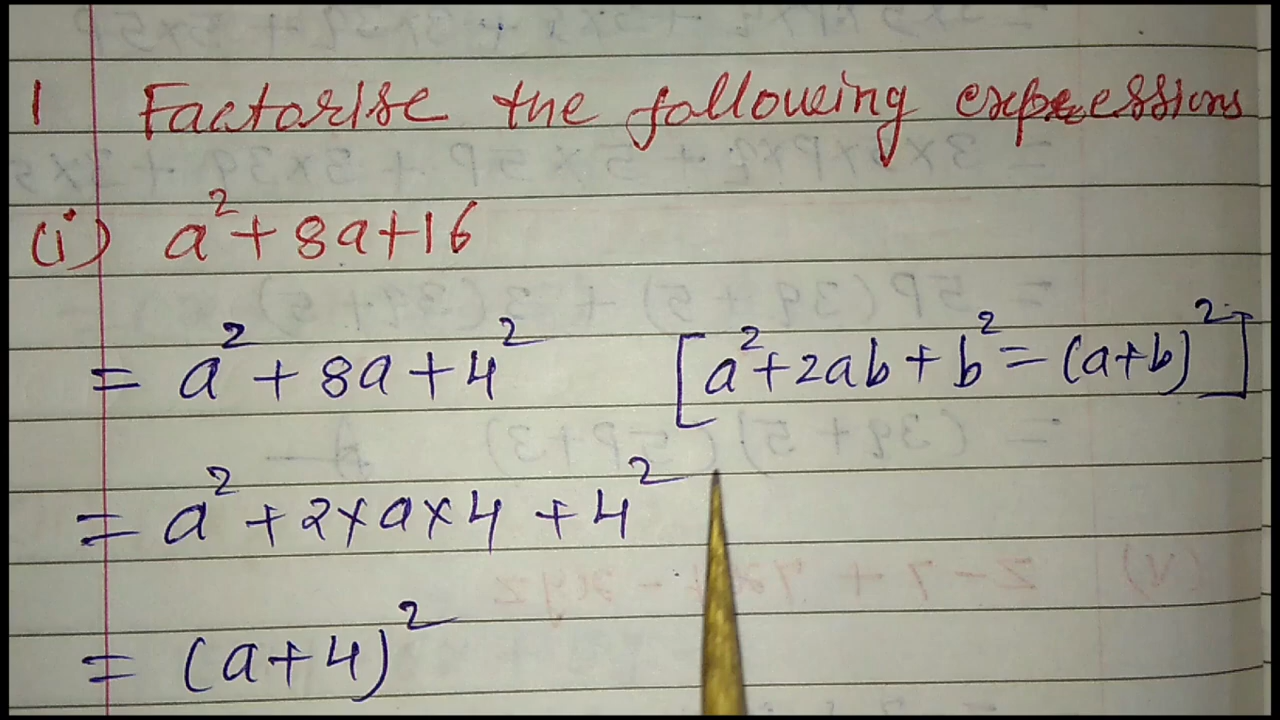 1 Factorise the following expressions
(i) a² + 8a + 16
= a² + 8a + 4² [a² + 2ab + b² = (a+b)²]
= a² + 2×a×4 + 4²
= (a+4)²